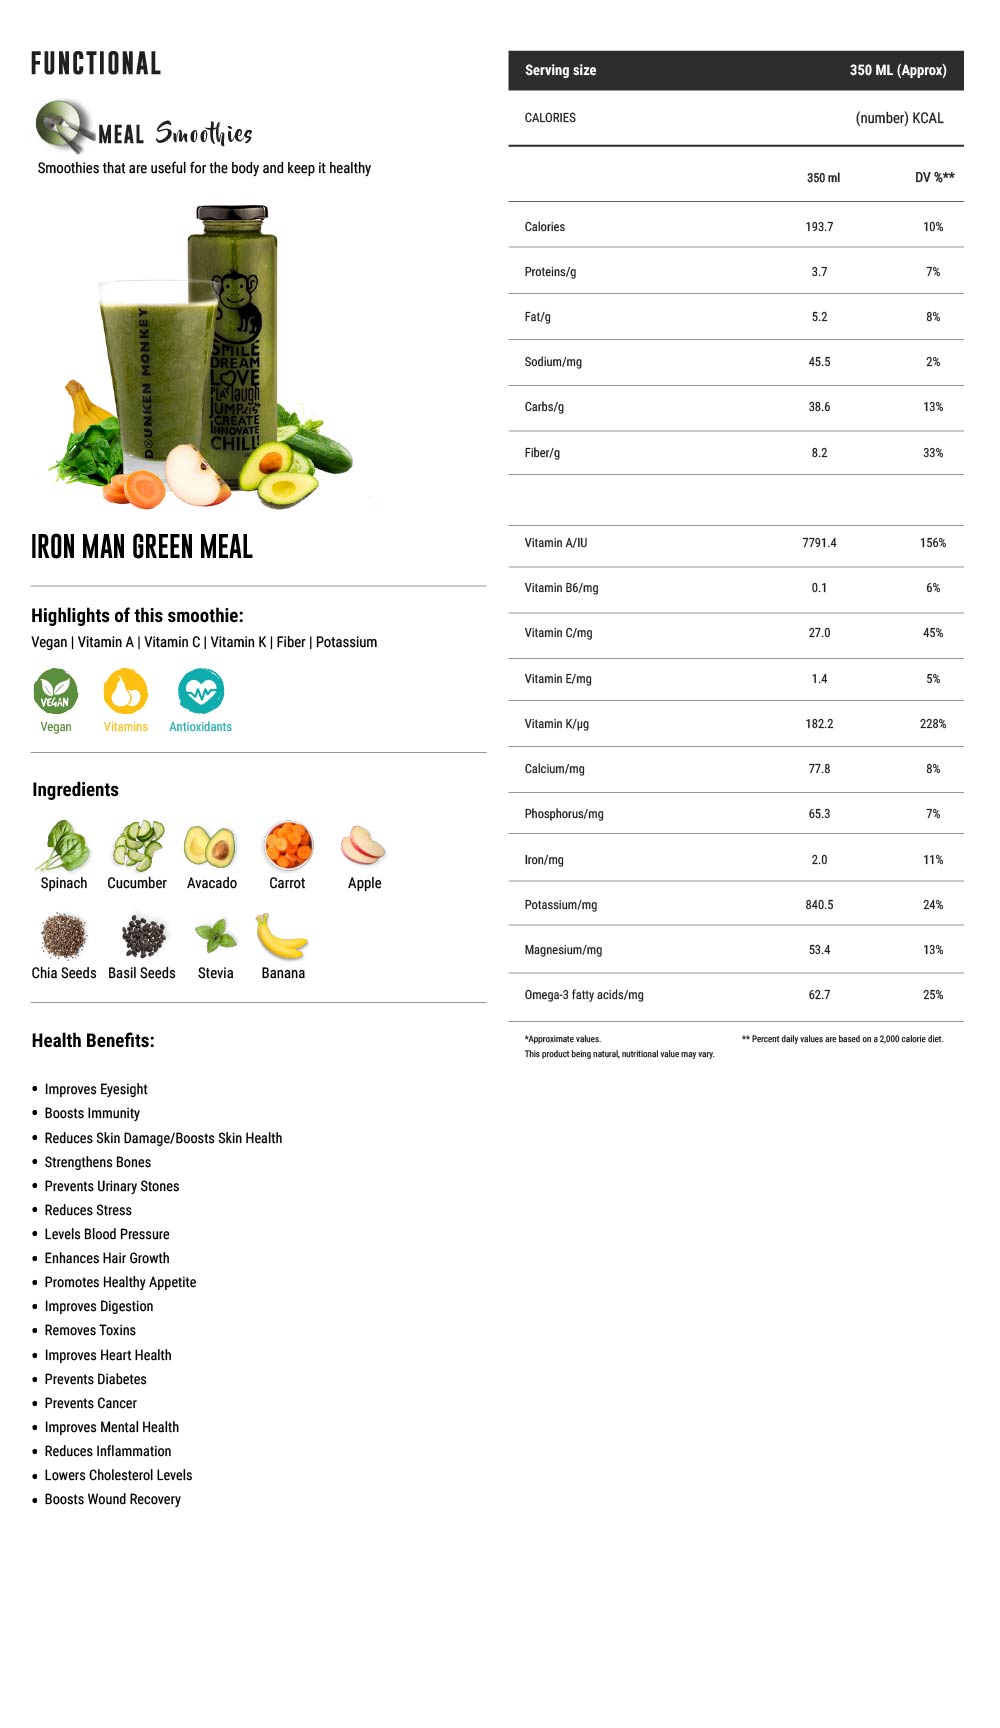 FUNCTIONAL
MEAL Smoothies
Smoothies that are useful for the body and keep it healthy
DRUNKEN MONKEY
SMILE
DREAM
LOVE
PLAY laugh
JUMP
CREATE
INNOVATE
CHILL!
IRON MAN GREEN MEAL
Highlights of this smoothie:
Vegan | Vitamin A | Vitamin C | Vitamin K | Fiber | Potassium
VEGAN
Vegan Vitamins Antioxidants
Ingredients
Spinach Cucumber Avacado Carrot Apple
Chia Seeds Basil Seeds Stevia Banana
Health Benefits:
• Improves Eyesight
• Boosts Immunity
• Reduces Skin Damage/Boosts Skin Health
• Strengthens Bones
• Prevents Urinary Stones
• Reduces Stress
• Levels Blood Pressure
• Enhances Hair Growth
• Promotes Healthy Appetite
• Improves Digestion
• Removes Toxins
• Improves Heart Health
• Prevents Diabetes
• Prevents Cancer
• Improves Mental Health
• Reduces Inflammation
• Lowers Cholesterol Levels
• Boosts Wound Recovery
Serving size 350 ML (Approx)
CALORIES (number) KCAL
350 ml DV %**
Calories 193.7 10%
Proteins/g 3.7 7%
Fat/g 5.2 8%
Sodium/mg 45.5 2%
Carbs/g 38.6 13%
Fiber/g 8.2 33%
Vitamin A/IU 7791.4 156%
Vitamin B6/mg 0.1 6%
Vitamin C/mg 27.0 45%
Vitamin E/mg 1.4 5%
Vitamin K/µg 182.2 228%
Calcium/mg 77.8 8%
Phosphorus/mg 65.3 7%
Iron/mg 2.0 11%
Potassium/mg 840.5 24%
Magnesium/mg 53.4 13%
Omega-3 fatty acids/mg 62.7 25%
*Approximate values. ** Percent daily values are based on a 2,000 calorie diet.
This product being natural, nutritional value may vary.